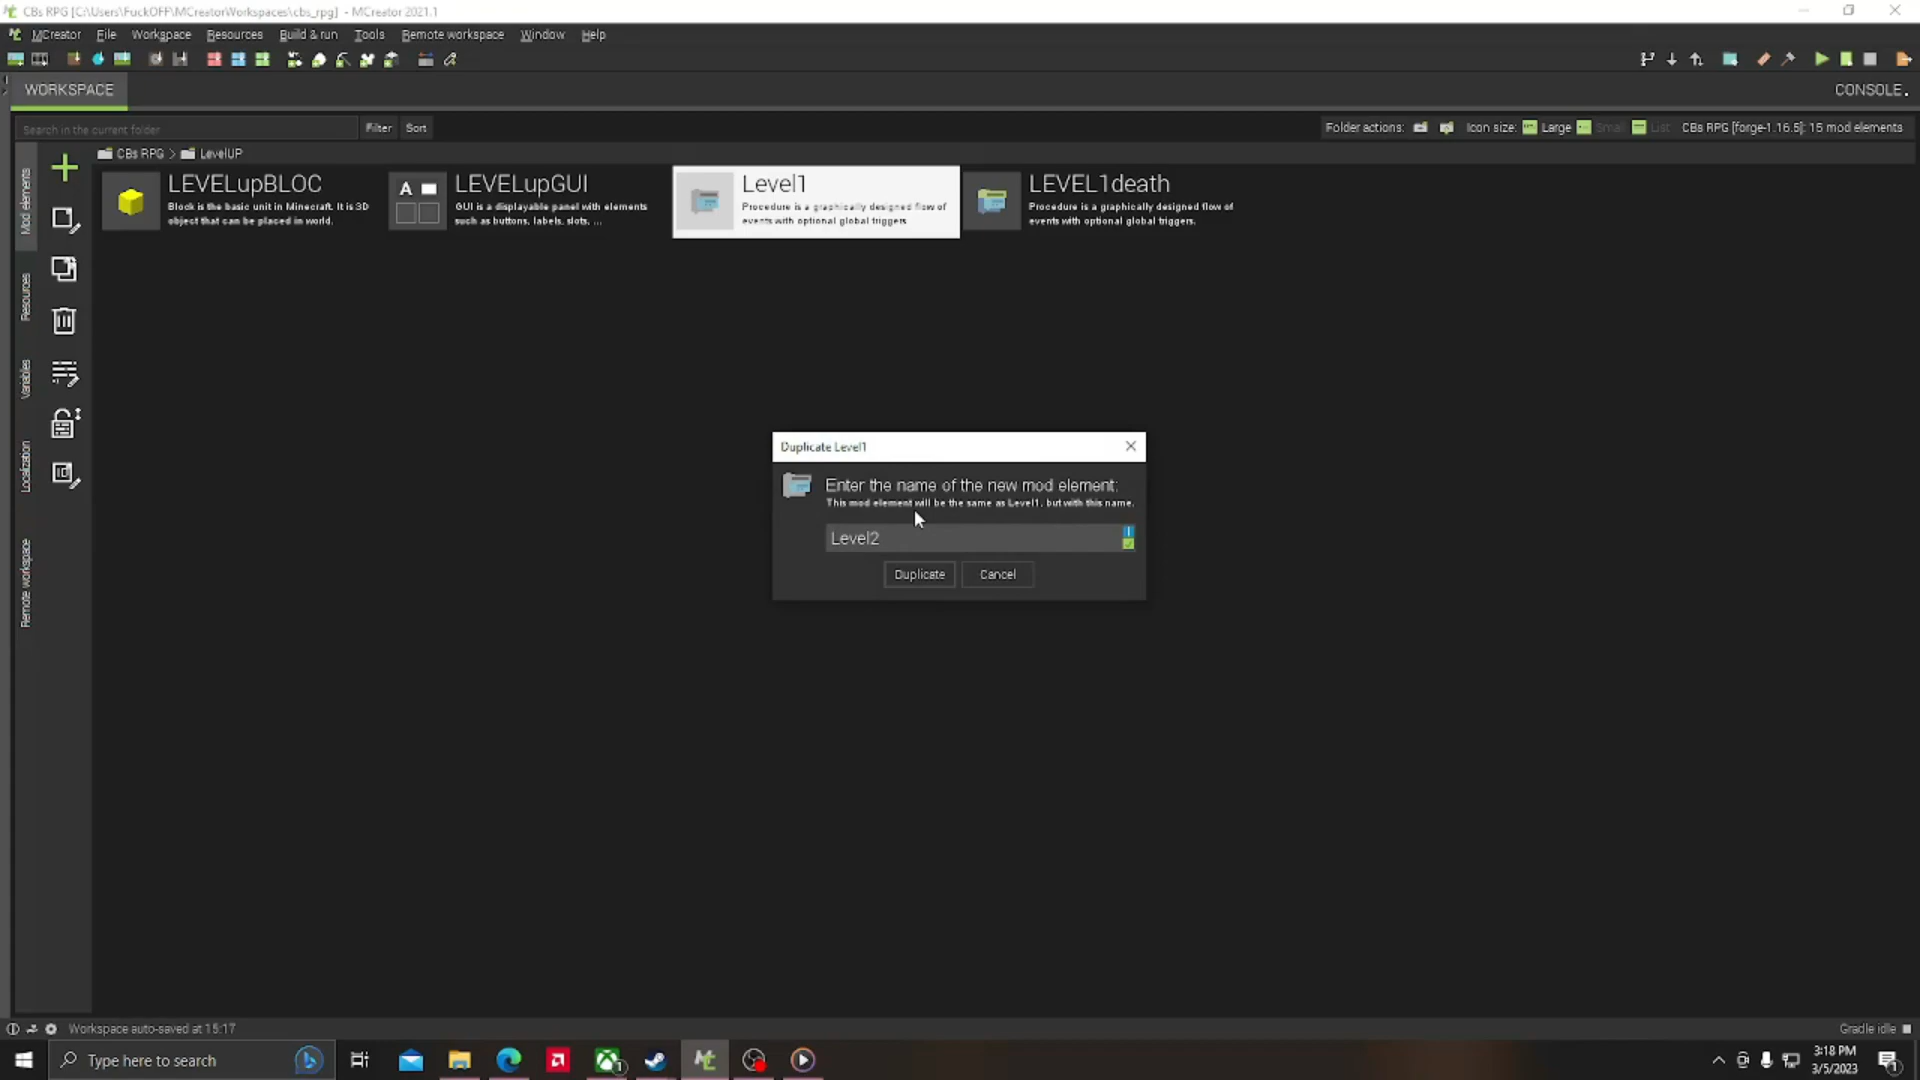 CBs RPG [C:\Users\FuckOFF\MCreatorWorkspaces\cbs_rpg] - MCreator 2021.1
MCreator File Workspace Resources Build & run Tools Remote workspace Window Help
WORKSPACE
CONSOLE
Search in the current folder
Filter Sort
Folder actions: Icon size: Large Small List CBs RPG [forge-1.16.5]: 15 mod elements
CBs RPG > LevelUP
Mod elements
Resources
Variables
Localization
Remote workspace
LEVELupBLOC
Block is the basic unit in Minecraft. It is 3D
object that can be placed in world.
LEVELupGUI
GUI is a displayable panel with elements
such as buttons, labels, slots, ...
Level1
Procedure is a graphically designed flow of
events with optional global triggers
LEVEL1death
Procedure is a graphically designed flow of
events with optional global triggers.
Duplicate Level1
Enter the name of the new mod element:
This mod element will be the same as Level1, but with this name.
Level2
Duplicate Cancel
Workspace auto-saved at 15:17
Gradle idle
Type here to search
3:18 PM
3/5/2023